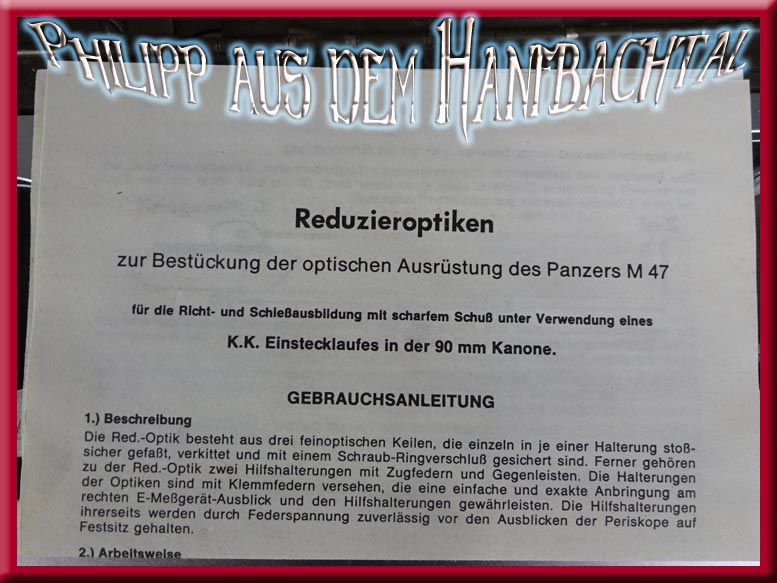 PHILIPP AUS DEM HANFBACHTAL
Reduzieroptiken
zur Bestückung der optischen Ausrüstung des Panzers M 47
für die Richt- und Schießausbildung mit scharfem Schuß unter Verwendung eines
K.K. Einstecklaufes in der 90 mm Kanone.
GEBRAUCHSANLEITUNG
1.) Beschreibung
Die Red.-Optik besteht aus drei feinoptischen Keilen, die einzeln in je einer Halterung stoß-
sicher gefaßt, verkittet und mit einem Schraub-Ringverschluß gesichert sind. Ferner gehören
zu der Red.-Optik zwei Hilfshalterungen mit Zugfedern und Gegenleisten. Die Halterungen
der Optiken sind mit Klemmfedern versehen, die eine einfache und exakte Anbringung am
rechten E-Meßgerät-Ausblick und den Hilfshalterungen gewährleisten. Die Hilfshalterungen
ihrerseits werden durch Federspannung zuverlässig vor den Ausblicken der Periskope auf
Festsitz gehalten.
2.) Arbeitsweise